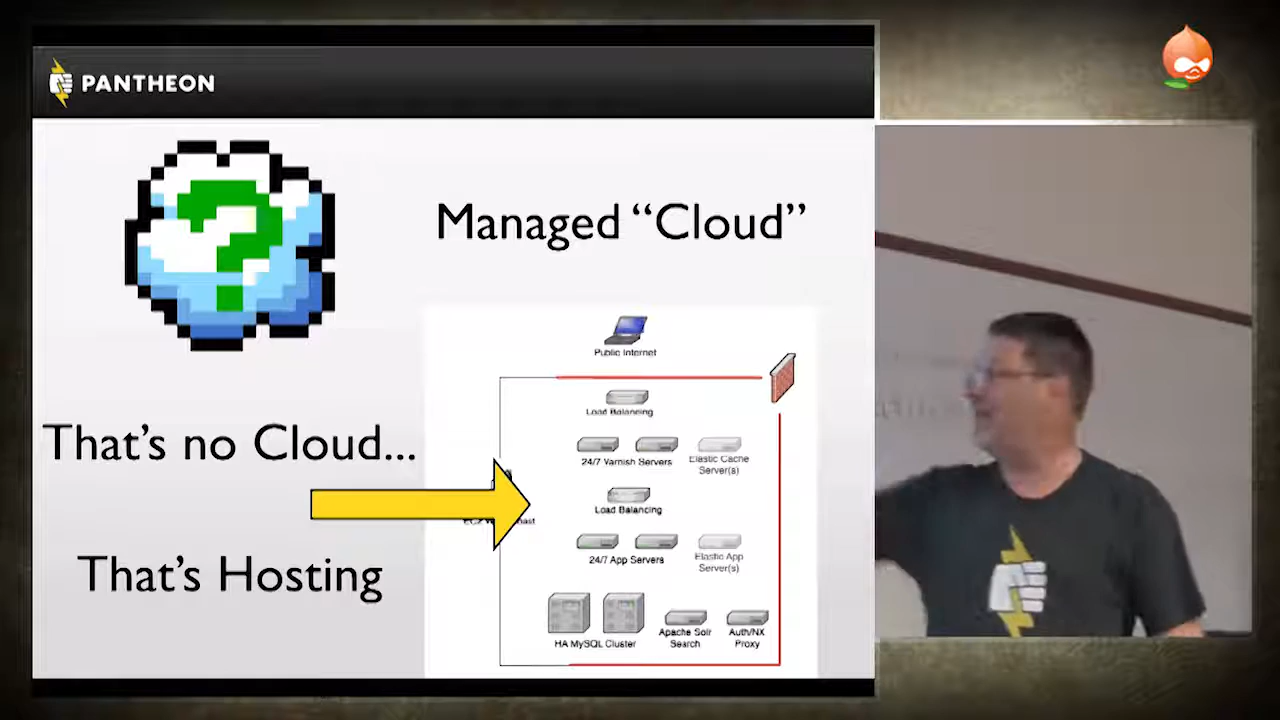 PANTHEON
?
Managed “Cloud”
That’s no Cloud...
That’s Hosting
Public Internet
Load Balancing
24/7 Varnish Servers
Elastic Cache
Server(s)
Load Balancing
24/7 App Servers
Elastic App
Server(s)
HA MySQL Cluster
Apache Solr
Search
Auth/NX
Proxy